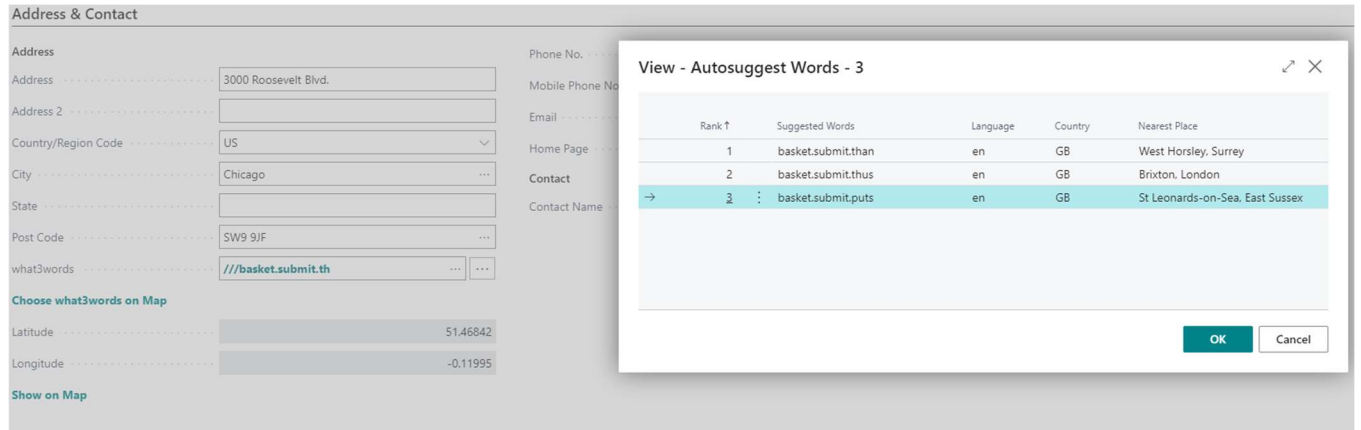 Address & Contact
Address
Address 3000 Roosevelt Blvd.
Address 2
Country/Region Code US
City Chicago
State
Post Code SW9 9JF
what3words ///basket.submit.th
Choose what3words on Map
Latitude 51.46842
Longitude -0.11995
Show on Map
Phone No.
Mobile Phone No
Email
Home Page
Contact
Contact Name
View - Autosuggest Words - 3
Rank↑ Suggested Words Language Country Nearest Place
1 basket.submit.than en GB West Horsley, Surrey
2 basket.submit.thus en GB Brixton, London
3 basket.submit.puts en GB St Leonards-on-Sea, East Sussex
OK Cancel